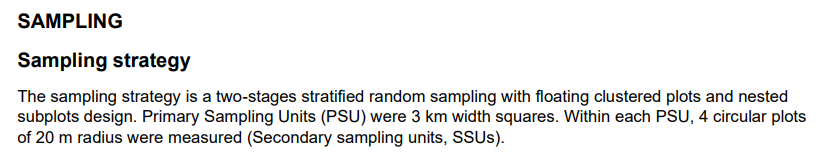 SAMPLING
Sampling strategy
The sampling strategy is a two-stages stratified random sampling with floating clustered plots and nested
subplots design. Primary Sampling Units (PSU) were 3 km width squares. Within each PSU, 4 circular plots
of 20 m radius were measured (Secondary sampling units, SSUs).